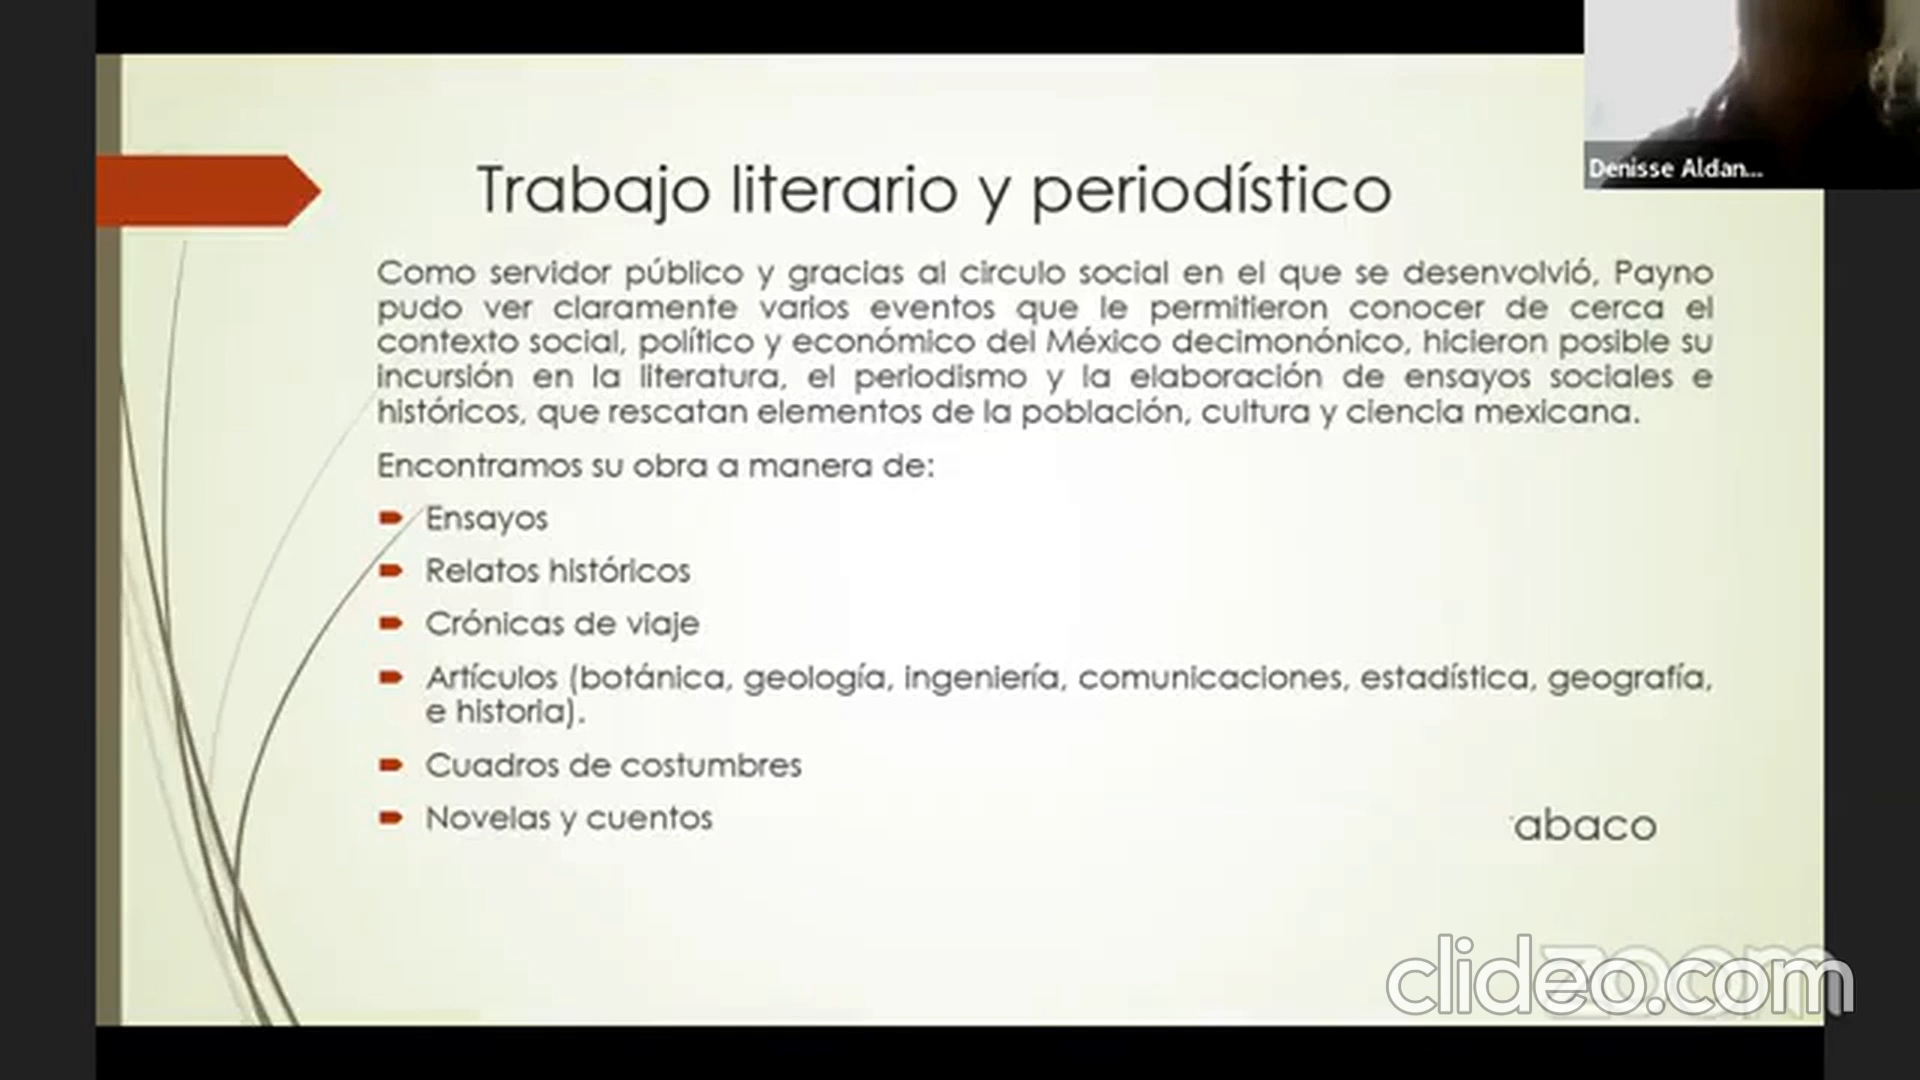 Denisse Aldan...
Trabajo literario y periodístico
Como servidor público y gracias al circulo social en el que se desenvolvió, Payno
pudo ver claramente varios eventos que le permitieron conocer de cerca el
contexto social, político y económico del México decimonónico, hicieron posible su
incursión en la literatura, el periodismo y la elaboración de ensayos sociales e
históricos, que rescatan elementos de la población, cultura y ciencia mexicana.
Encontramos su obra a manera de:
Ensayos
Relatos históricos
Crónicas de viaje
Artículos (botánica, geología, ingeniería, comunicaciones, estadística, geografía,
e historia).
Cuadros de costumbres
Novelas y cuentos
abaco
clideo.com
zoom